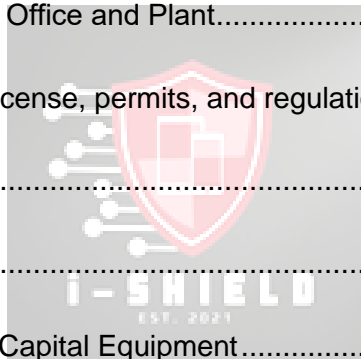 Office and Plant..................
cense, permits, and regulati
...........................................
...........................................
i-SHIELD
EST. 2021
Capital Equipment...............